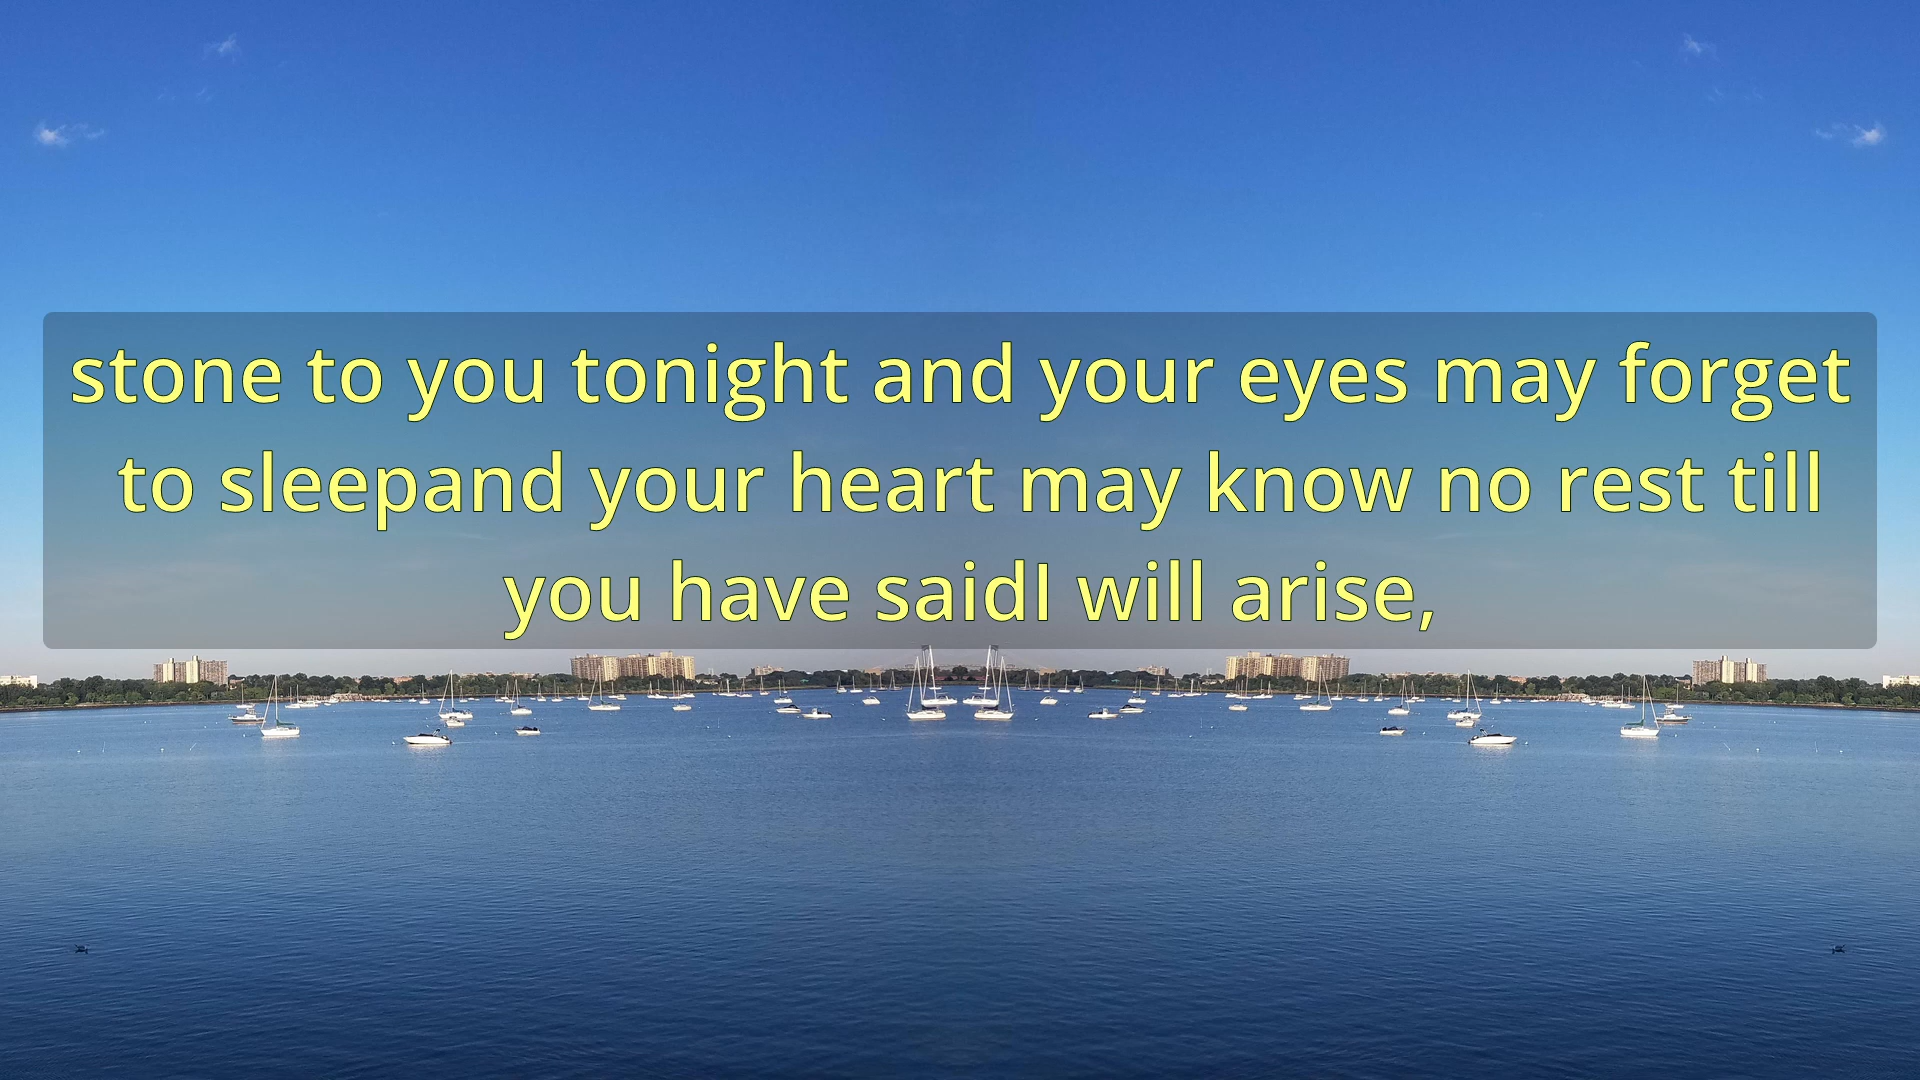 stone to you tonight and your eyes may forget
to sleepand your heart may know no rest till
you have saidI will arise,